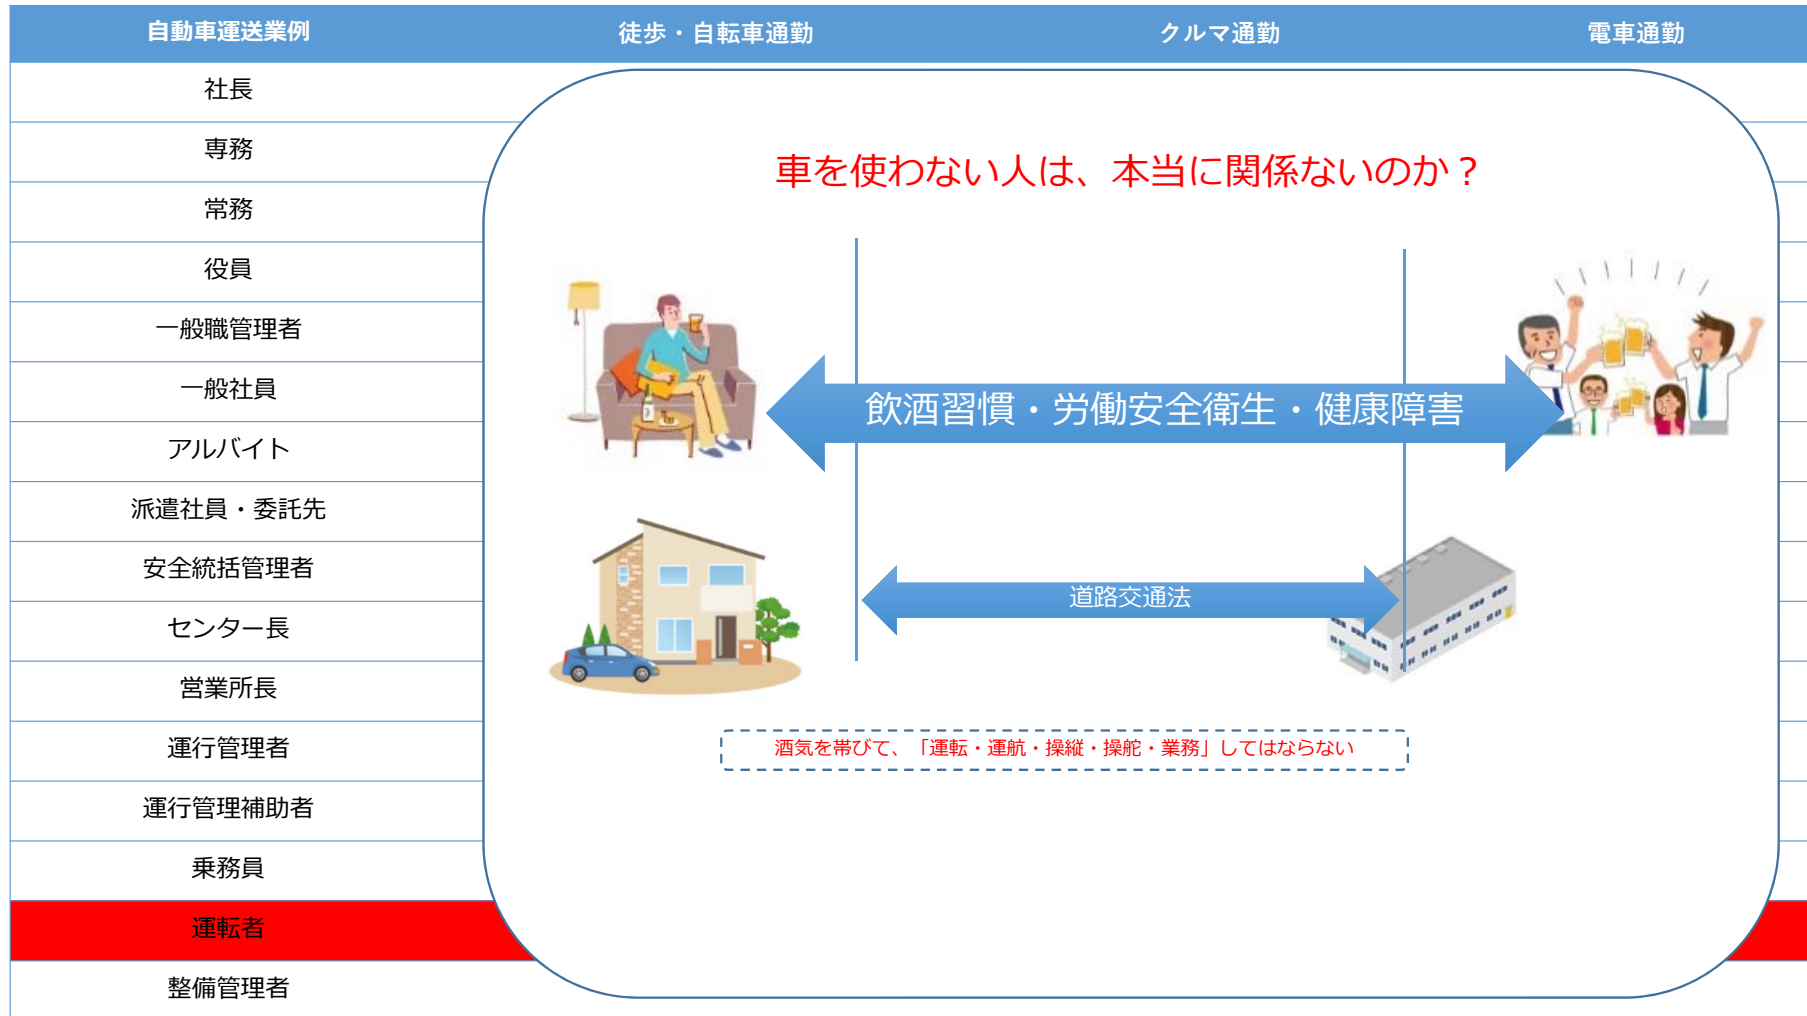 自動車運送業例 徒歩・自転車通勤 クルマ通勤 電車通勤
社長
専務
常務
役員
一般職管理者
一般社員
アルバイト
派遣社員・委託先
安全統括管理者
センター長
営業所長
運行管理者
運行管理補助者
乗務員
運転者
整備管理者
車を使わない人は、本当に関係ないのか？
飲酒習慣・労働安全衛生・健康障害
道路交通法
酒気を帯びて、「運転・運航・操縦・操舵・業務」してはならない